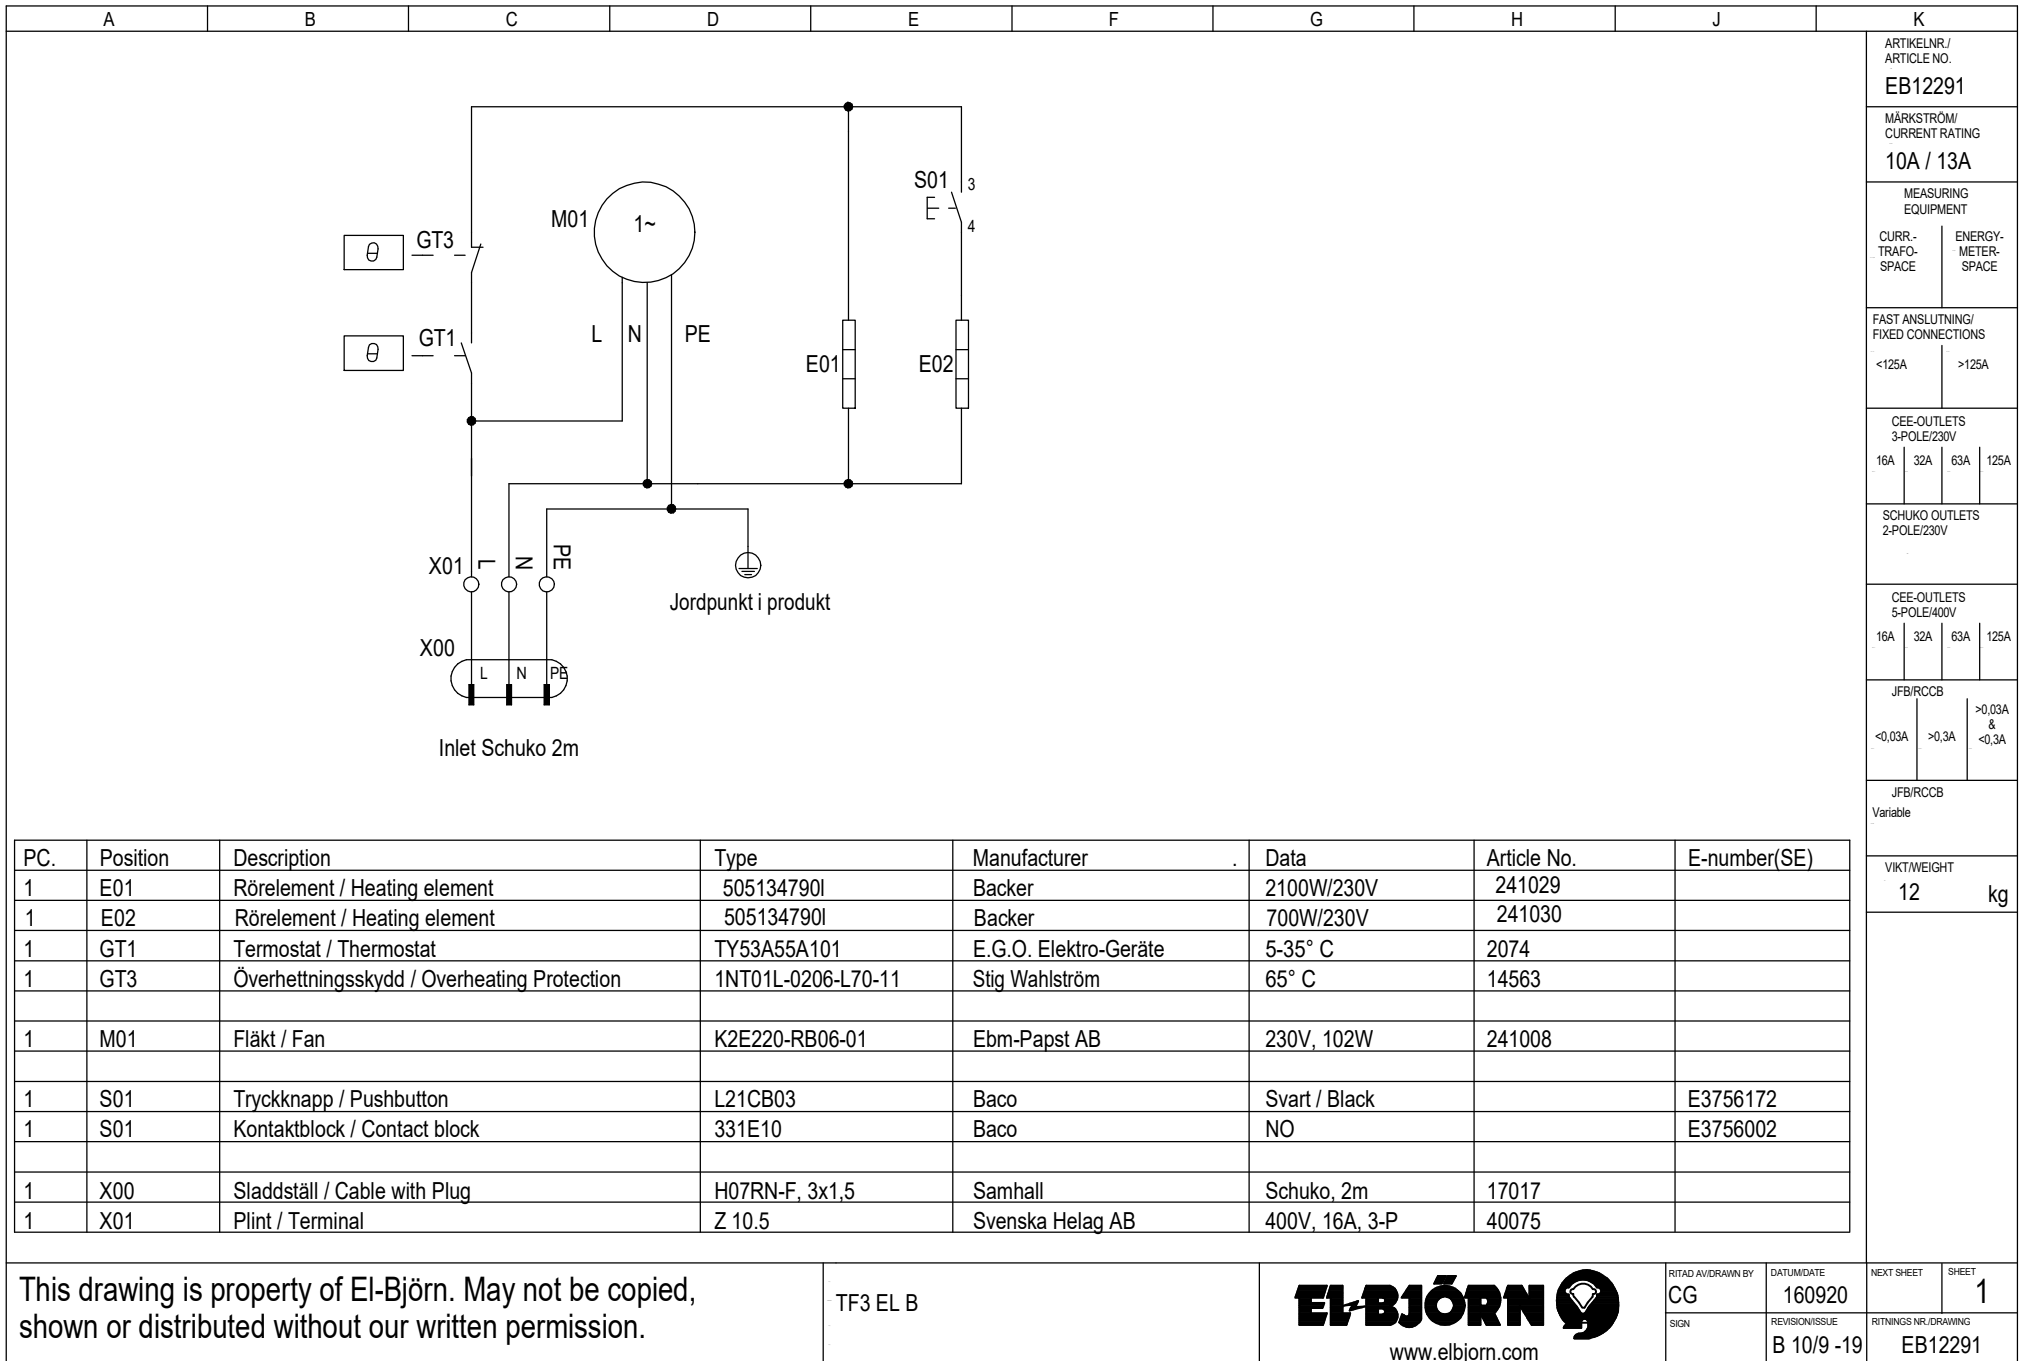 A B C D E F G H J K
ARTIKELNR./
ARTICLE NO.
EB12291
MÄRKSTRÖM/
CURRENT RATING
10A / 13A
MEASURING
EQUIPMENT
CURR.-
TRAFO-
SPACE
ENERGY-
METER-
SPACE
FAST ANSLUTNING/
FIXED CONNECTIONS
<125A >125A
CEE-OUTLETS
3-POLE/230V
16A 32A 63A 125A
SCHUKO OUTLETS
2-POLE/230V
CEE-OUTLETS
5-POLE/400V
16A 32A 63A 125A
JFB/RCCB
<0,03A >0,3A
>0,03A
&
<0,3A
JFB/RCCB
Variable
VIKT/WEIGHT
12 kg
S01 3
4
M01 1~
θ GT3
θ GT1
L N PE
E01 E02
X01 L N PE
Jordpunkt i produkt
X00
L N PE
Inlet Schuko 2m
PC. Position Description Type Manufacturer . Data Article No. E-number(SE)
1 E01 Rörelement / Heating element 505134790I Backer 2100W/230V 241029
1 E02 Rörelement / Heating element 505134790I Backer 700W/230V 241030
1 GT1 Termostat / Thermostat TY53A55A101 E.G.O. Elektro-Geräte 5-35° C 2074
1 GT3 Överhettningsskydd / Overheating Protection 1NT01L-0206-L70-11 Stig Wahlström 65° C 14563
1 M01 Fläkt / Fan K2E220-RB06-01 Ebm-Papst AB 230V, 102W 241008
1 S01 Tryckknapp / Pushbutton L21CB03 Baco Svart / Black E3756172
1 S01 Kontaktblock / Contact block 331E10 Baco NO E3756002
1 X00 Sladdställ / Cable with Plug H07RN-F, 3x1,5 Samhall Schuko, 2m 17017
1 X01 Plint / Terminal Z 10.5 Svenska Helag AB 400V, 16A, 3-P 40075
This drawing is property of El-Björn. May not be copied,
shown or distributed without our written permission.
TF3 EL B
EL-BJÖRN
www.elbjorn.com
RITAD AV/DRAWN BY
CG
SIGN
DATUM/DATE
160920
REVISION/ISSUE
B 10/9 -19
NEXT SHEET
SHEET
1
RITNINGS NR./DRAWING
EB12291